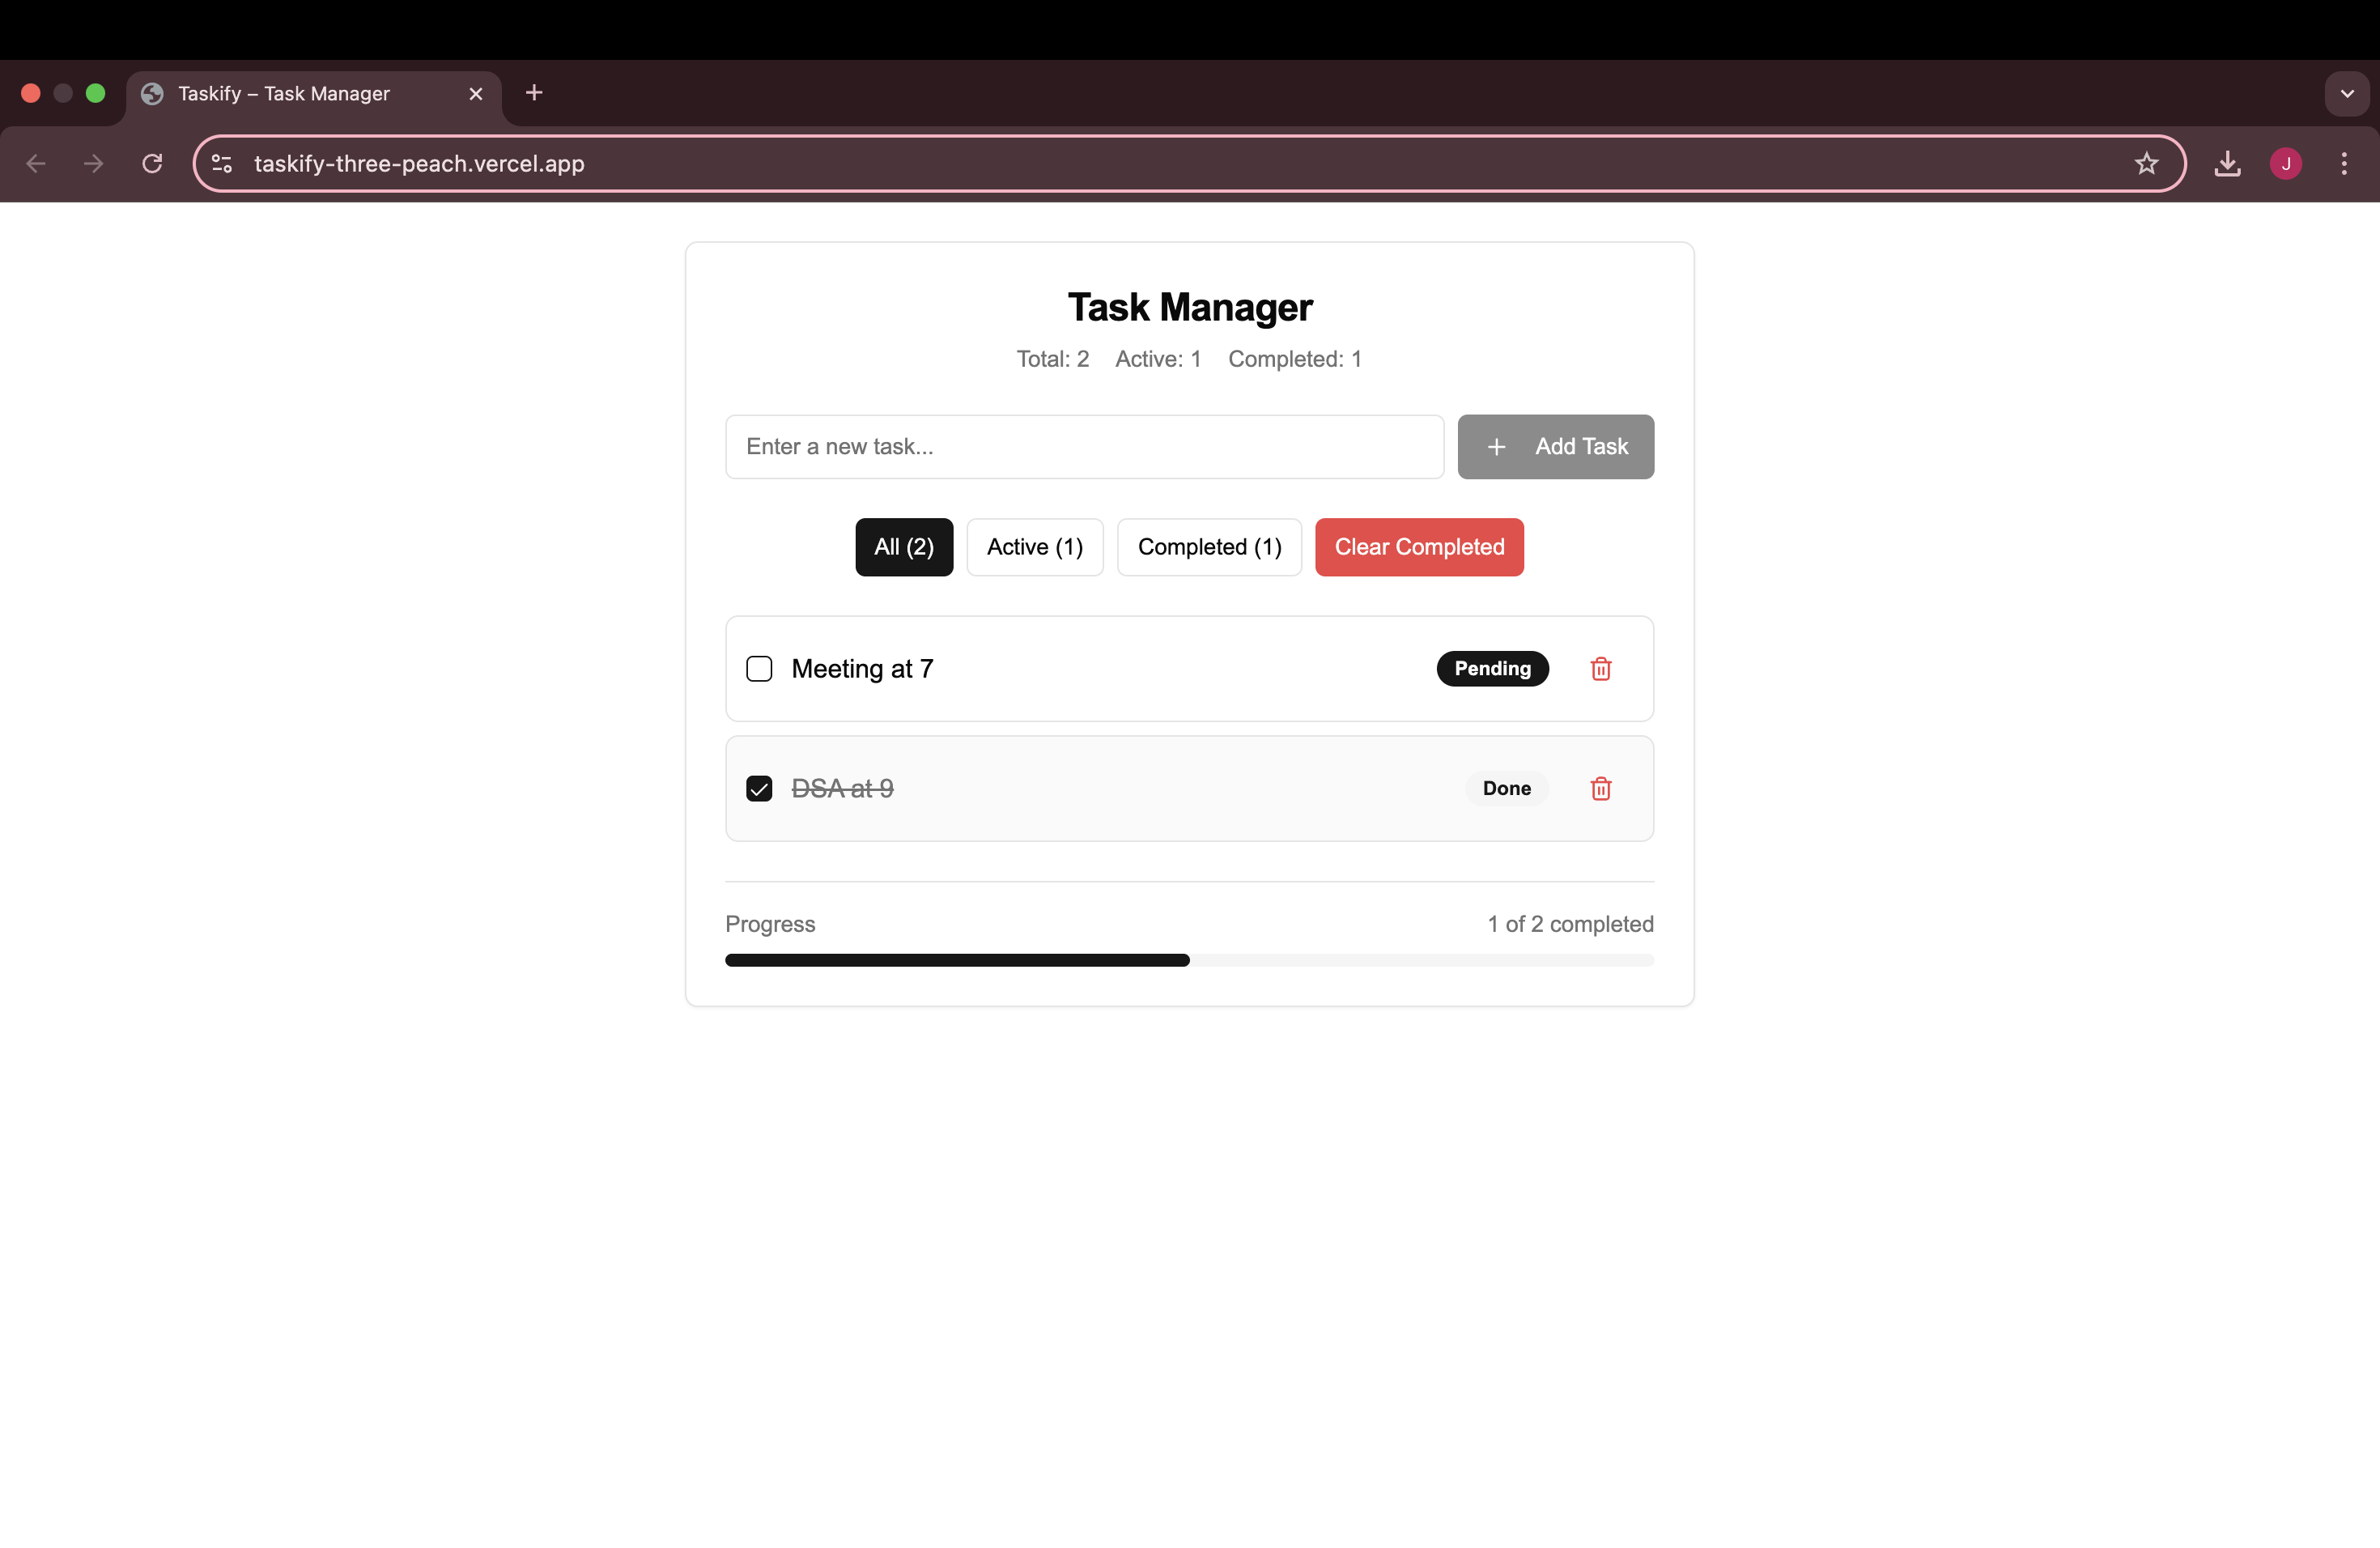 Taskify – Task Manager
taskify-three-peach.vercel.app
J
Task Manager
Total: 2 Active: 1 Completed: 1
Enter a new task...
Add Task
All (2) Active (1) Completed (1) Clear Completed
Meeting at 7 Pending
DSA at 9 Done
Progress 1 of 2 completed